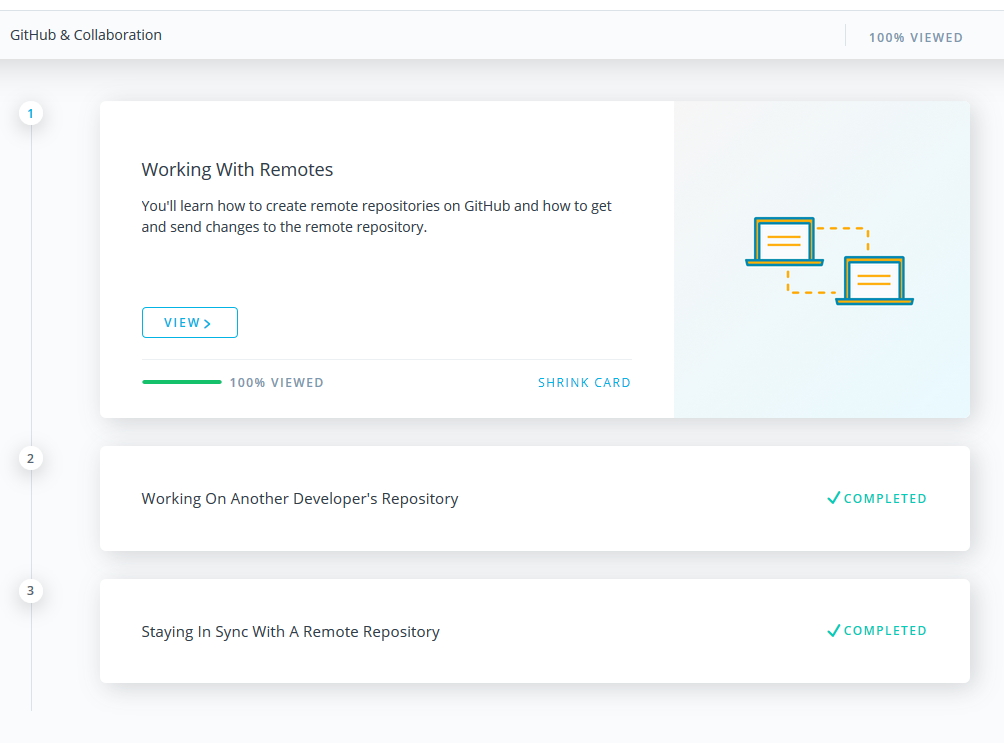 GitHub & Collaboration
100% VIEWED
1
Working With Remotes
You'll learn how to create remote repositories on GitHub and how to get
and send changes to the remote repository.
VIEW
100% VIEWED
SHRINK CARD
2
Working On Another Developer's Repository
COMPLETED
3
Staying In Sync With A Remote Repository
COMPLETED